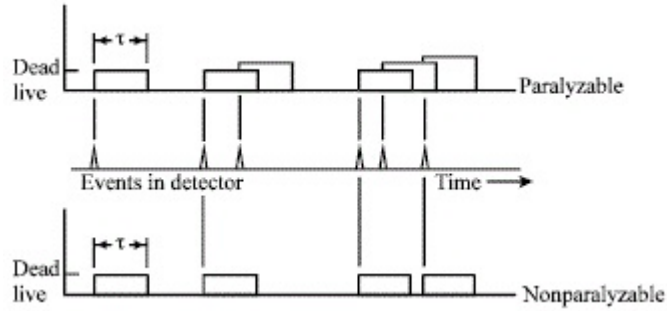 τ
Dead
live
Paralyzable
Events in detector
Time
τ
Dead
live
Nonparalyzable